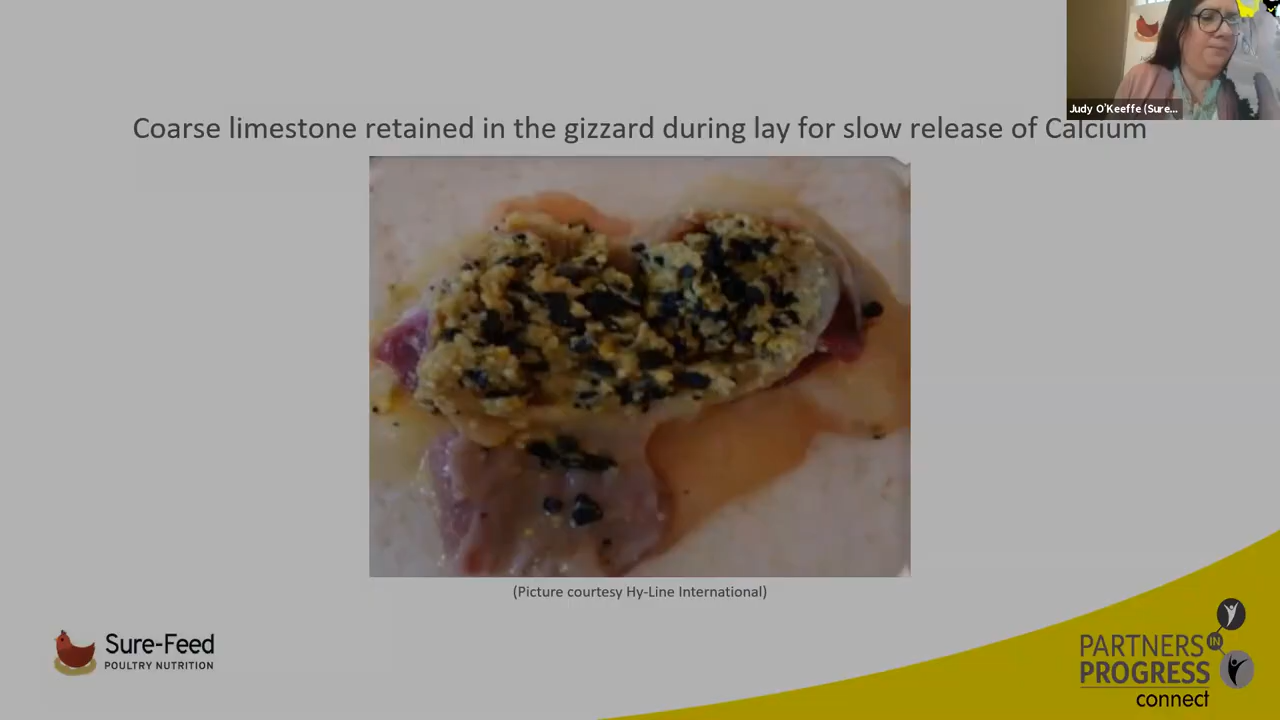 Judy O'Keeffe (Sure...
Coarse limestone retained in the gizzard during lay for slow release of Calcium
(Picture courtesy Hy-Line International)
Sure-Feed
POULTRY NUTRITION
PARTNERS IN
PROGRESS
connect